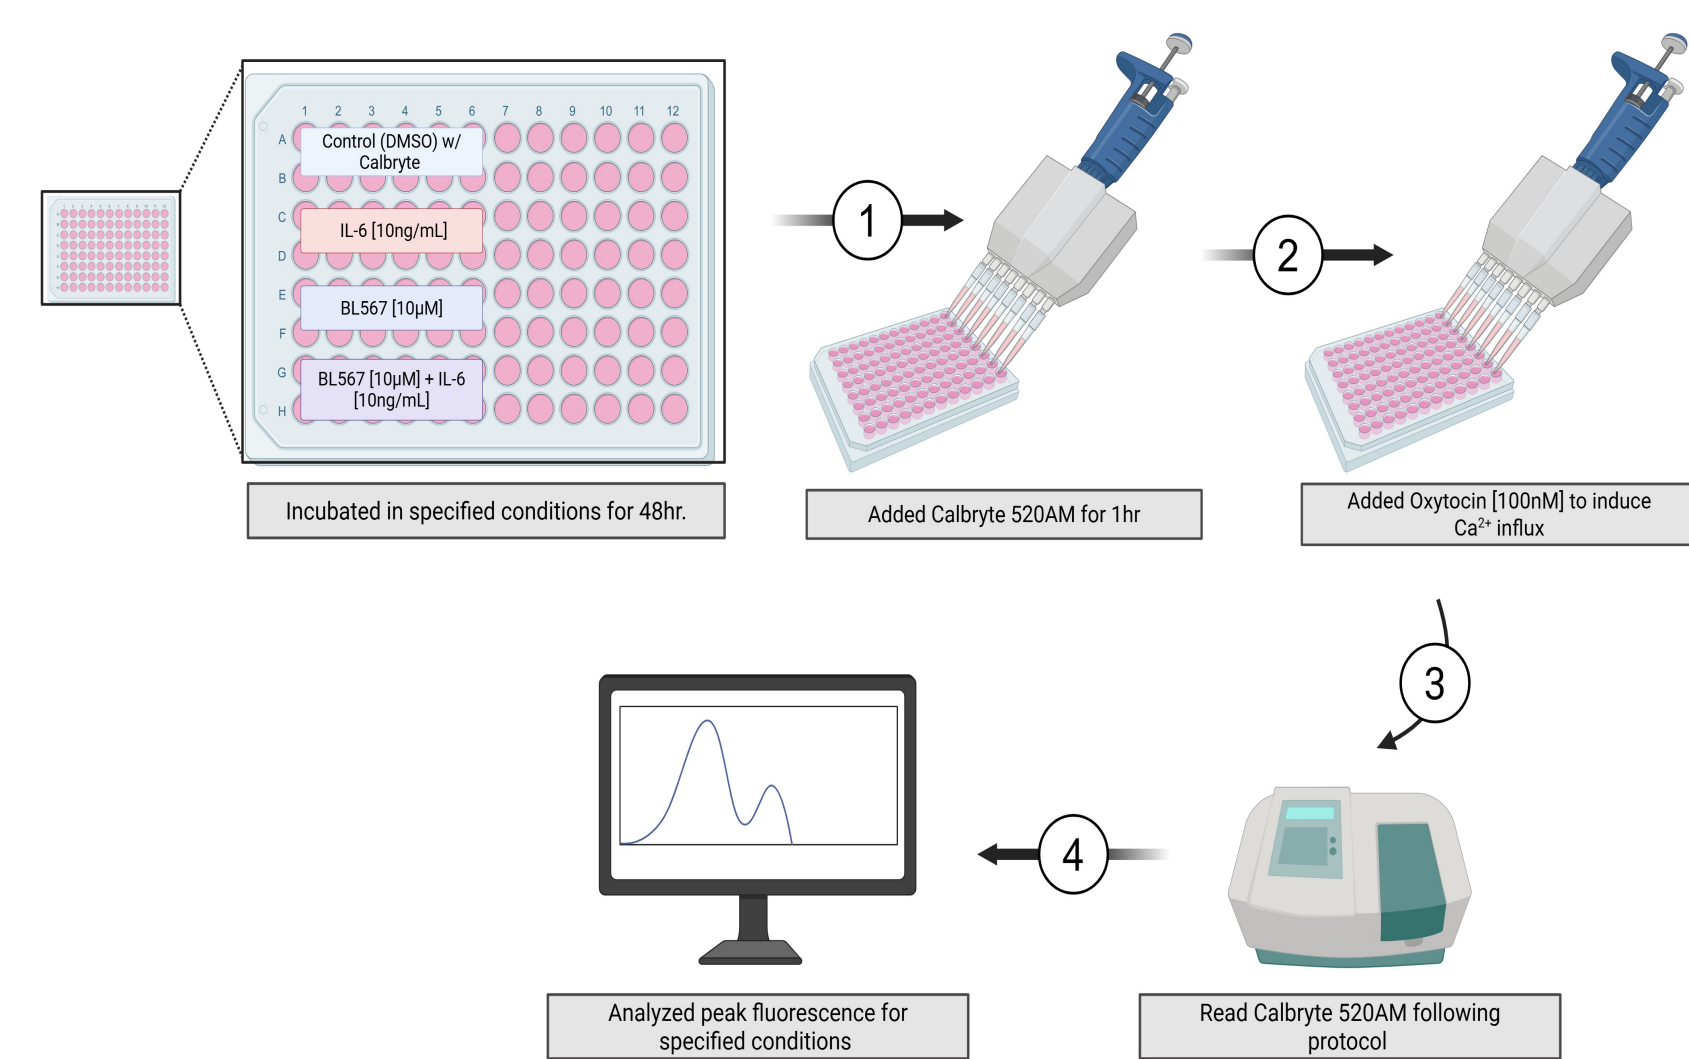 1 2 3 4 5 6 7 8 9 10 11 12
A
B
C
D
E
F
G
H
Control (DMSO) w/
Calbryte
IL-6 [10ng/mL]
BL567 [10µM]
BL567 [10µM] + IL-6
[10ng/mL]
Incubated in specified conditions for 48hr.
1
Added Calbryte 520AM for 1hr
2
Added Oxytocin [100nM] to induce
Ca²⁺ influx
3
Read Calbryte 520AM following
protocol
4
Analyzed peak fluorescence for
specified conditions